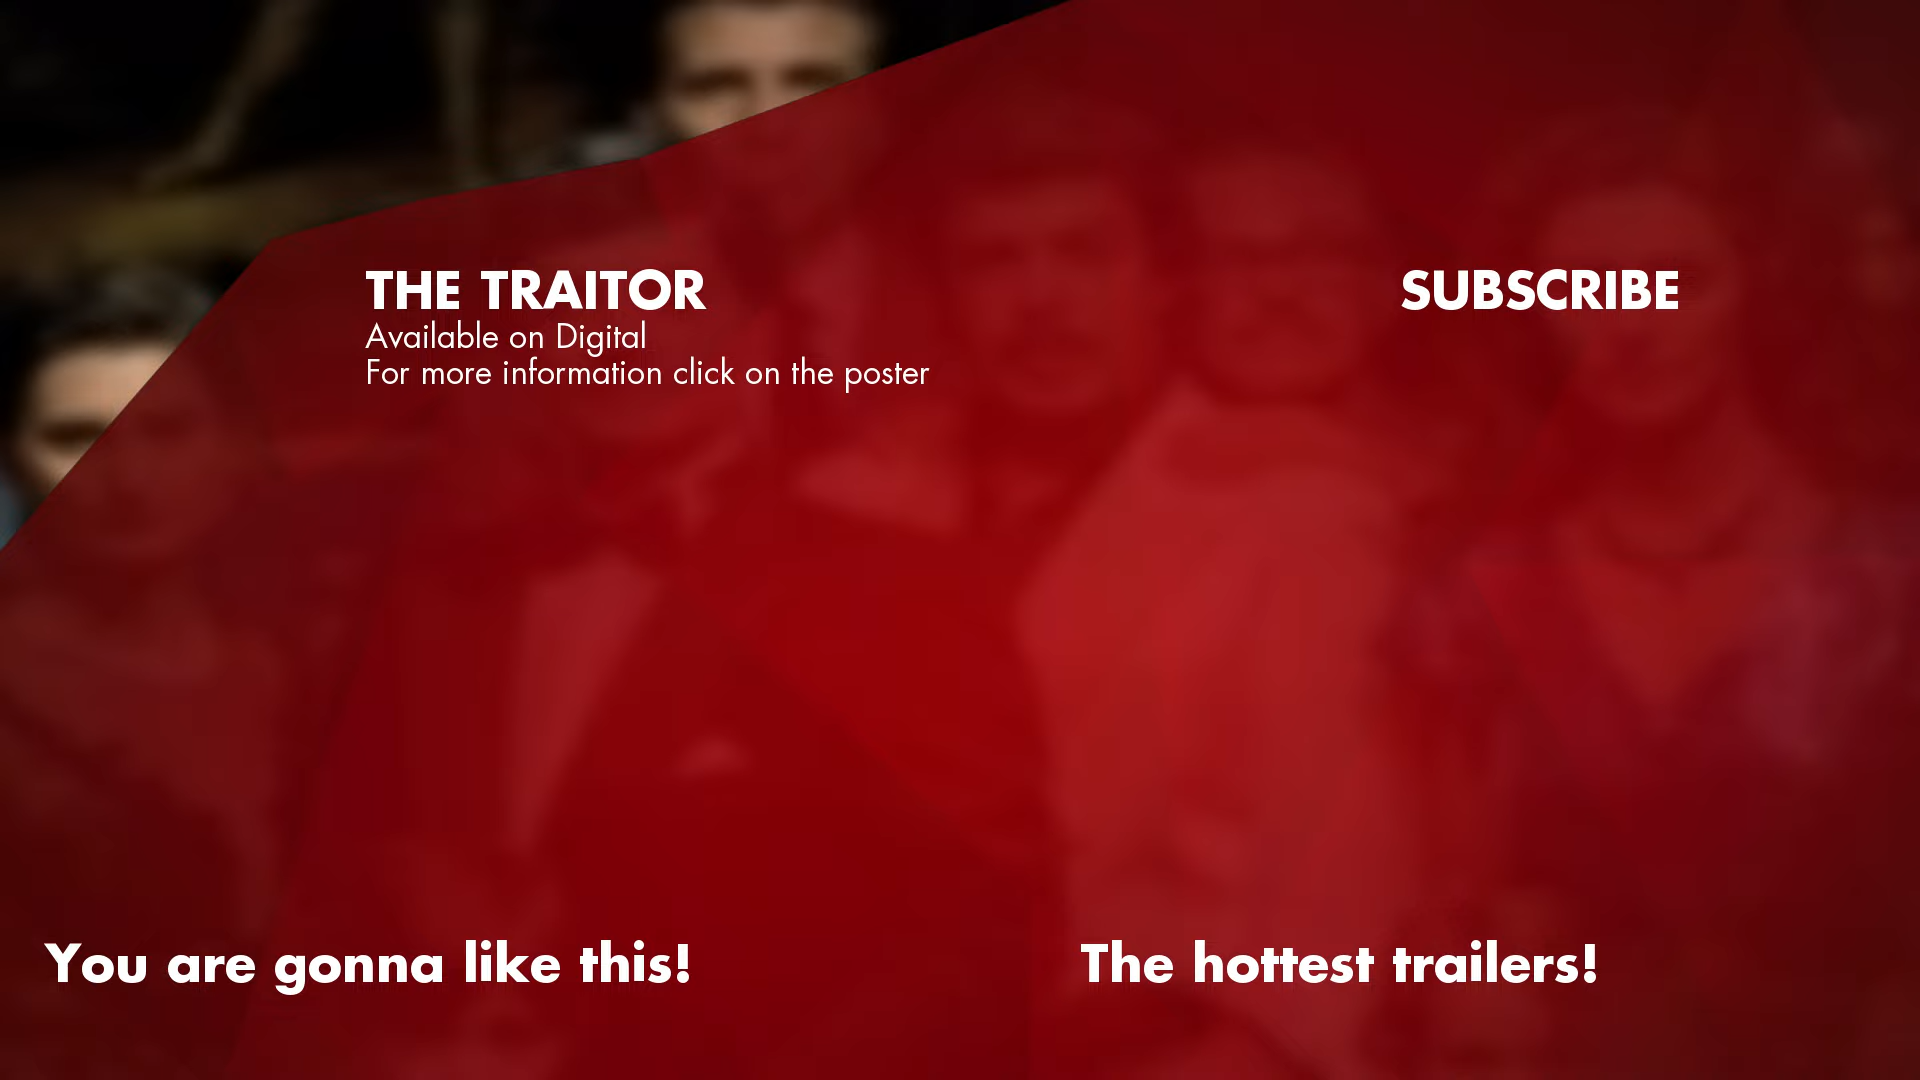 THE TRAITOR
Available on Digital
For more information click on the poster
SUBSCRIBE
You are gonna like this!
The hottest trailers!